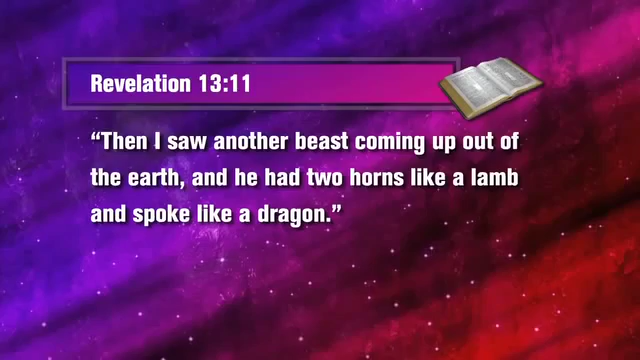 Revelation 13:11
“Then I saw another beast coming up out of
the earth, and he had two horns like a lamb
and spoke like a dragon.”